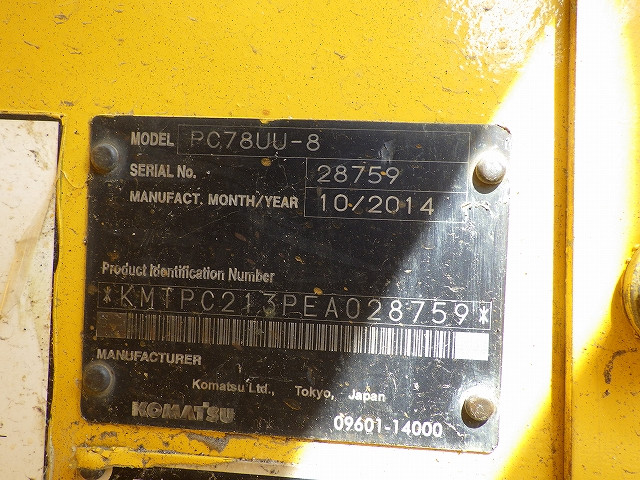 MODEL PC78UU-8
SERIAL No. 28759
MANUFACT. MONTH/YEAR 10/2014
Product Identification Number
*KMTPC213PEA028759*
MANUFACTURER
Komatsu Ltd., Tokyo, Japan
KOMATSU 09601-14000